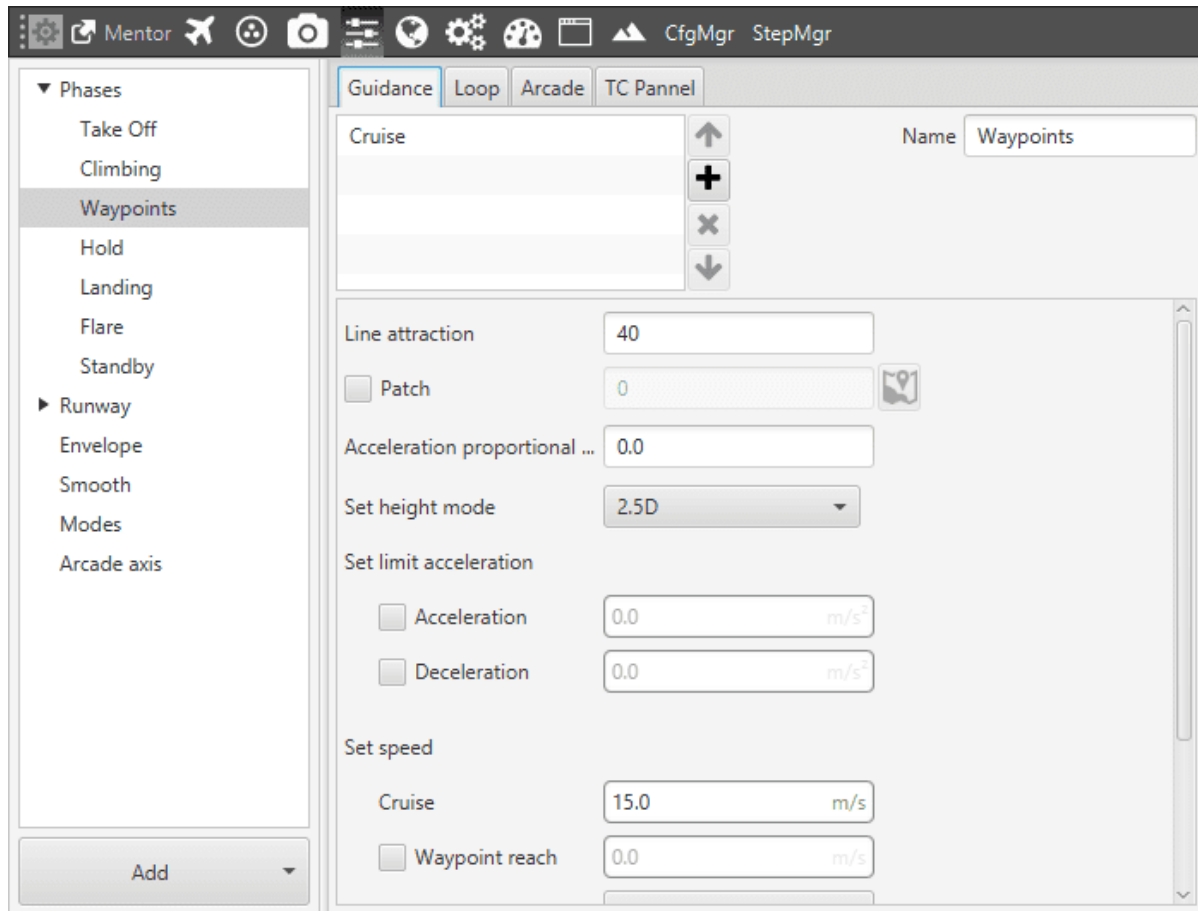 Mentor CfgMgr StepMgr
Phases
Take Off
Climbing
Waypoints
Hold
Landing
Flare
Standby
Runway
Envelope
Smooth
Modes
Arcade axis
Add
Guidance Loop Arcade TC Pannel
Cruise
Name Waypoints
Line attraction 40
Patch 0
Acceleration proportional ... 0.0
Set height mode 2.5D
Set limit acceleration
Acceleration 0.0 m/s²
Deceleration 0.0 m/s²
Set speed
Cruise 15.0 m/s
Waypoint reach 0.0 m/s